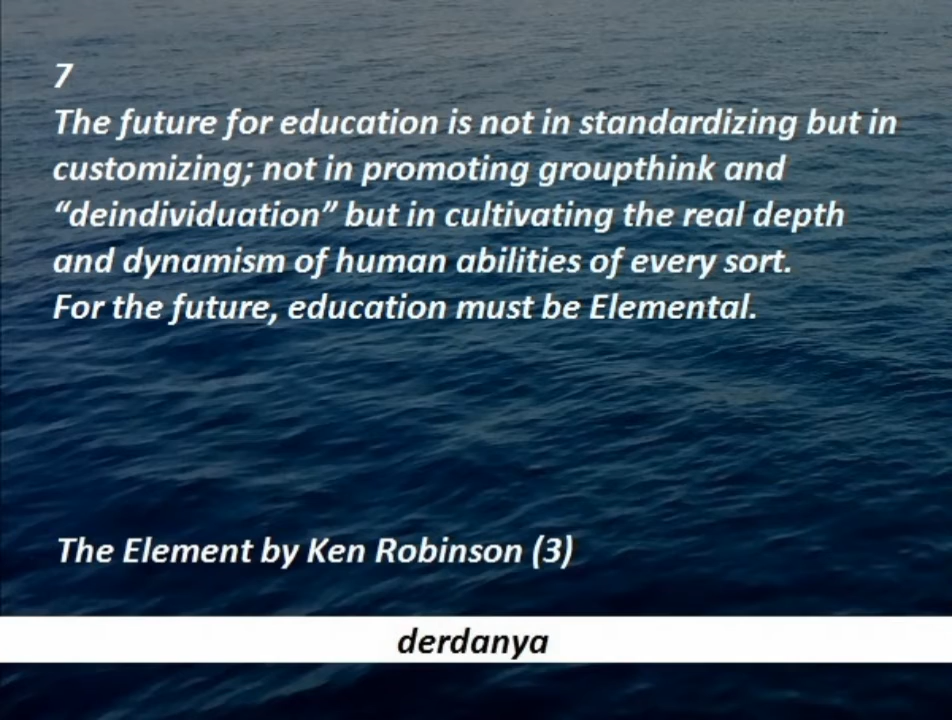 7
The future for education is not in standardizing but in
customizing; not in promoting groupthink and
“deindividuation” but in cultivating the real depth
and dynamism of human abilities of every sort.
For the future, education must be Elemental.
The Element by Ken Robinson (3)
derdanya